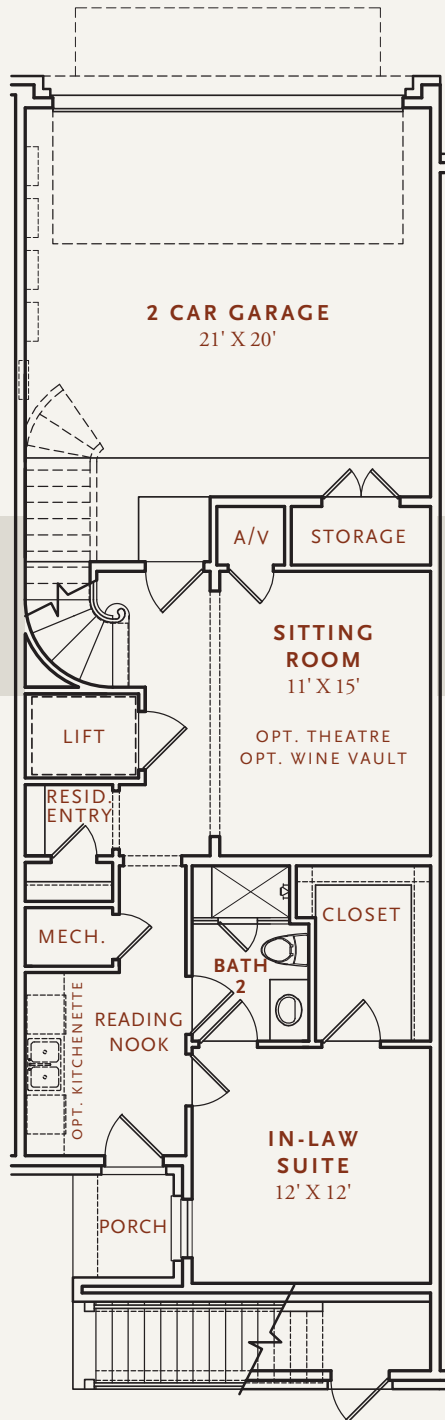 2 CAR GARAGE
21' X 20'
A/V
STORAGE
SITTING
ROOM
11' X 15'
OPT. THEATRE
OPT. WINE VAULT
LIFT
RESID.
ENTRY
MECH.
CLOSET
BATH
2
READING
NOOK
OPT. KITCHENETTE
IN-LAW
SUITE
12' X 12'
PORCH